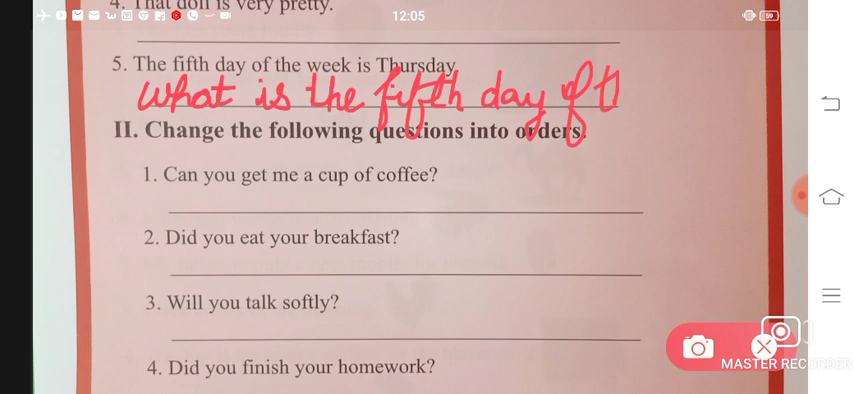 4. That doll is very pretty.
12:05
59
5. The fifth day of the week is Thursday.
What is the fifth day of t
II. Change the following questions into orders.
1. Can you get me a cup of coffee?
2. Did you eat your breakfast?
3. Will you talk softly?
4. Did you finish your homework?
MASTER RECORDER